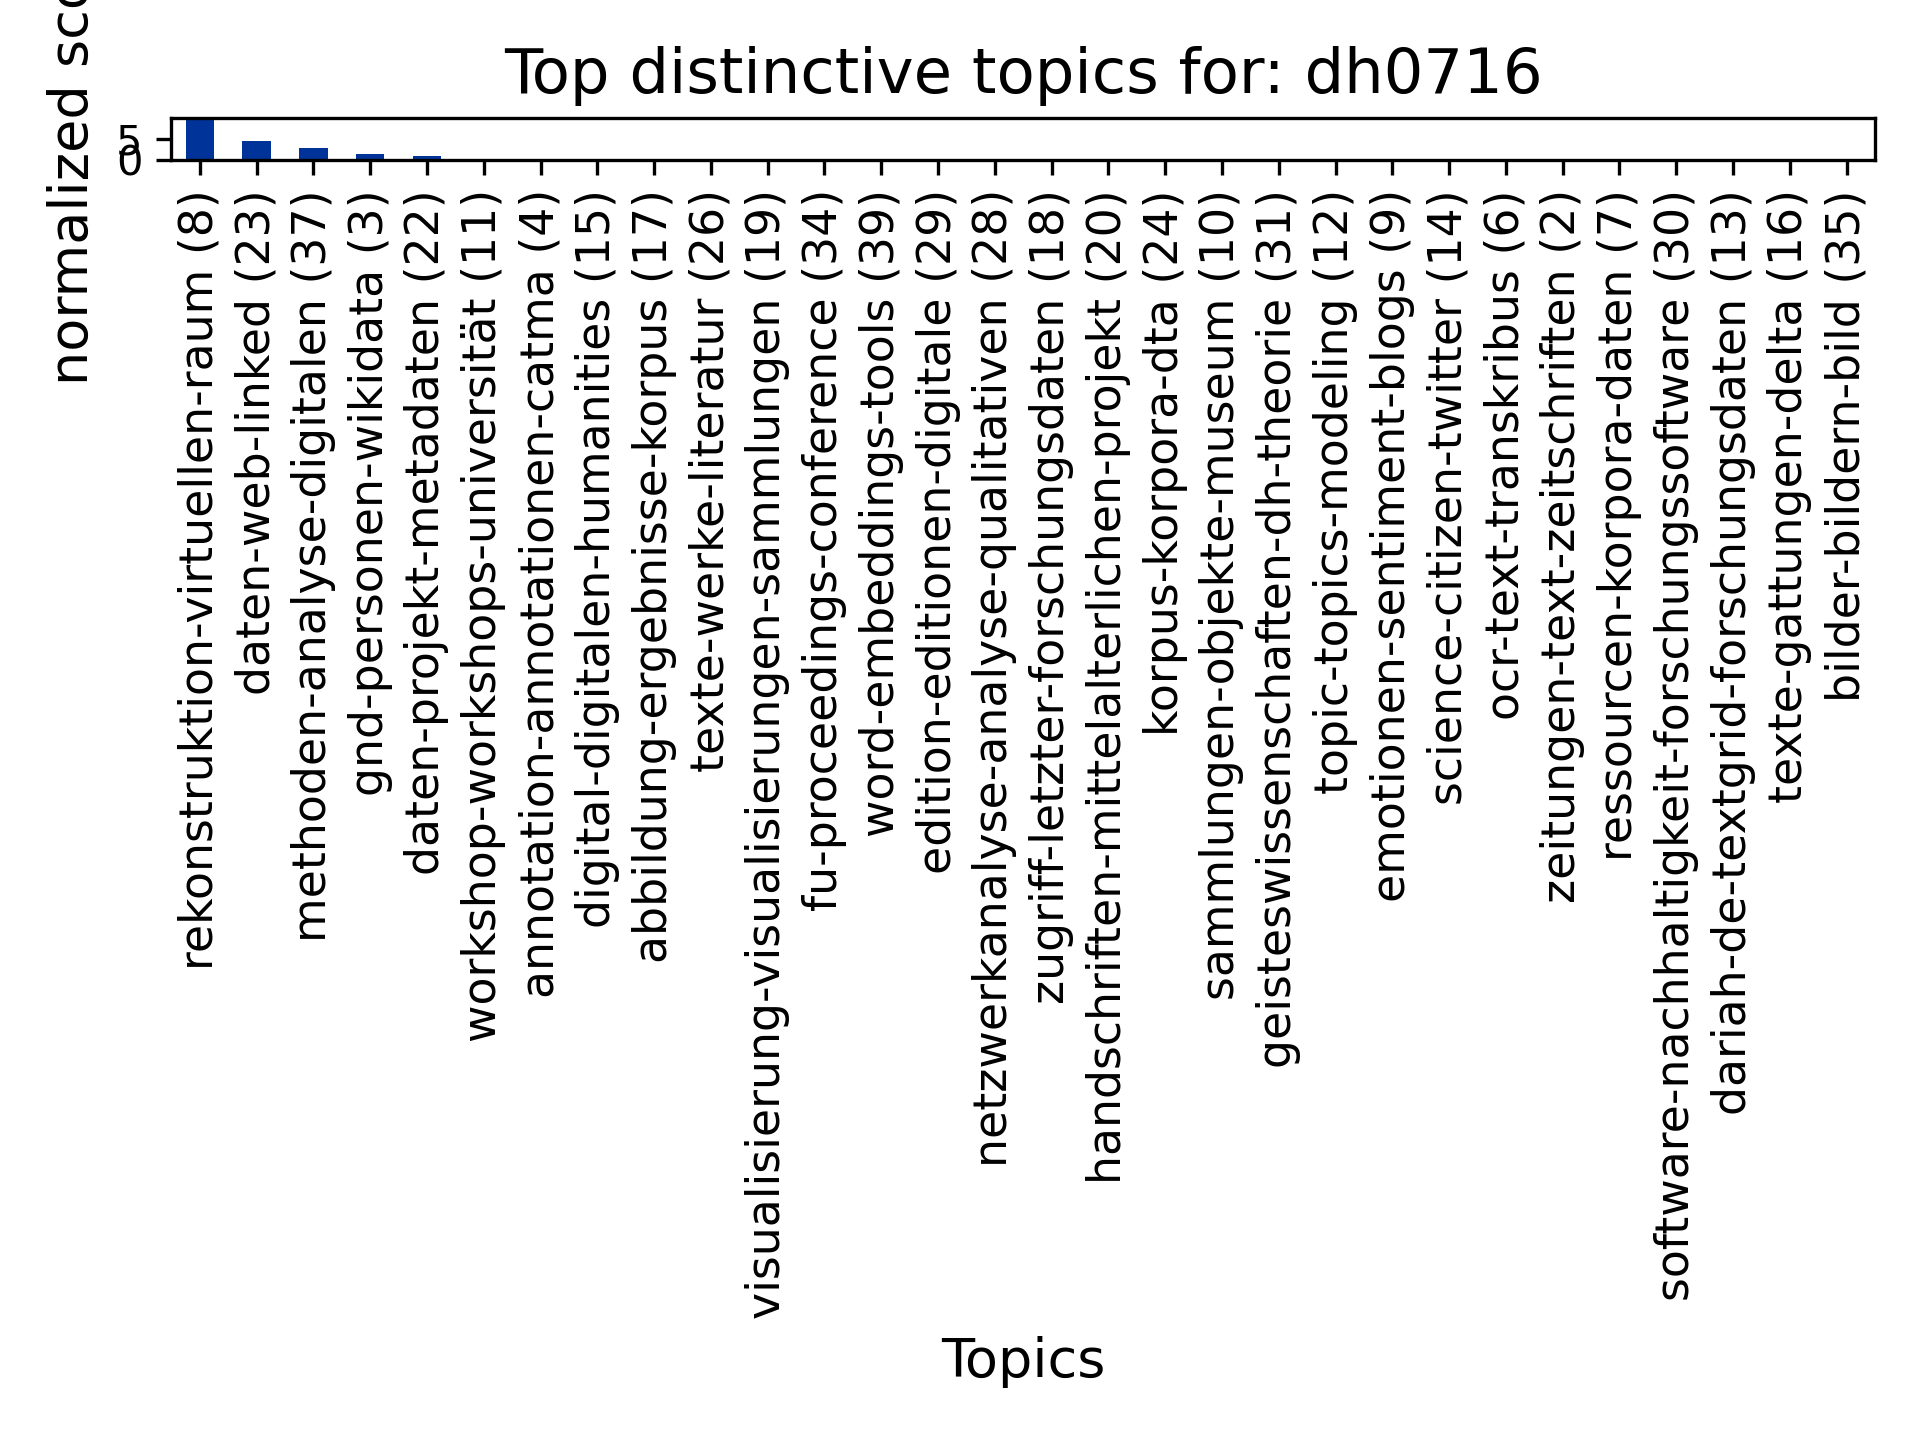 Top distinctive topics for: dh0716
normalized
5
0
rekonstruktion-virtuellen-raum (8)
daten-web-linked (23)
methoden-analyse-digitalen (37)
gnd-personen-wikidata (3)
daten-projekt-metadaten (22)
workshop-workshops-universität (11)
annotation-annotationen-catma (4)
digital-digitalen-humanities (15)
abbildung-ergebnisse-korpus (17)
texte-werke-literatur (26)
visualisierung-visualisierungen-sammlungen (19)
fu-proceedings-conference (34)
word-embeddings-tools (39)
edition-editionen-digitale (29)
netzwerkanalyse-analyse-qualitativen (28)
zugriff-letzter-forschungsdaten (18)
handschriften-mittelalterlichen-projekt (20)
korpus-korpora-dta (24)
sammlungen-objekte-museum (10)
geisteswissenschaften-dh-theorie (31)
topic-topics-modeling (12)
emotionen-sentiment-blogs (9)
science-citizen-twitter (14)
ocr-text-transkribus (6)
zeitungen-text-zeitschriften (2)
ressourcen-korpora-daten (7)
software-nachhaltigkeit-forschungssoftware (30)
dariah-de-textgrid-forschungsdaten (13)
texte-gattungen-delta (16)
bilder-bildern-bild (35)
Topics